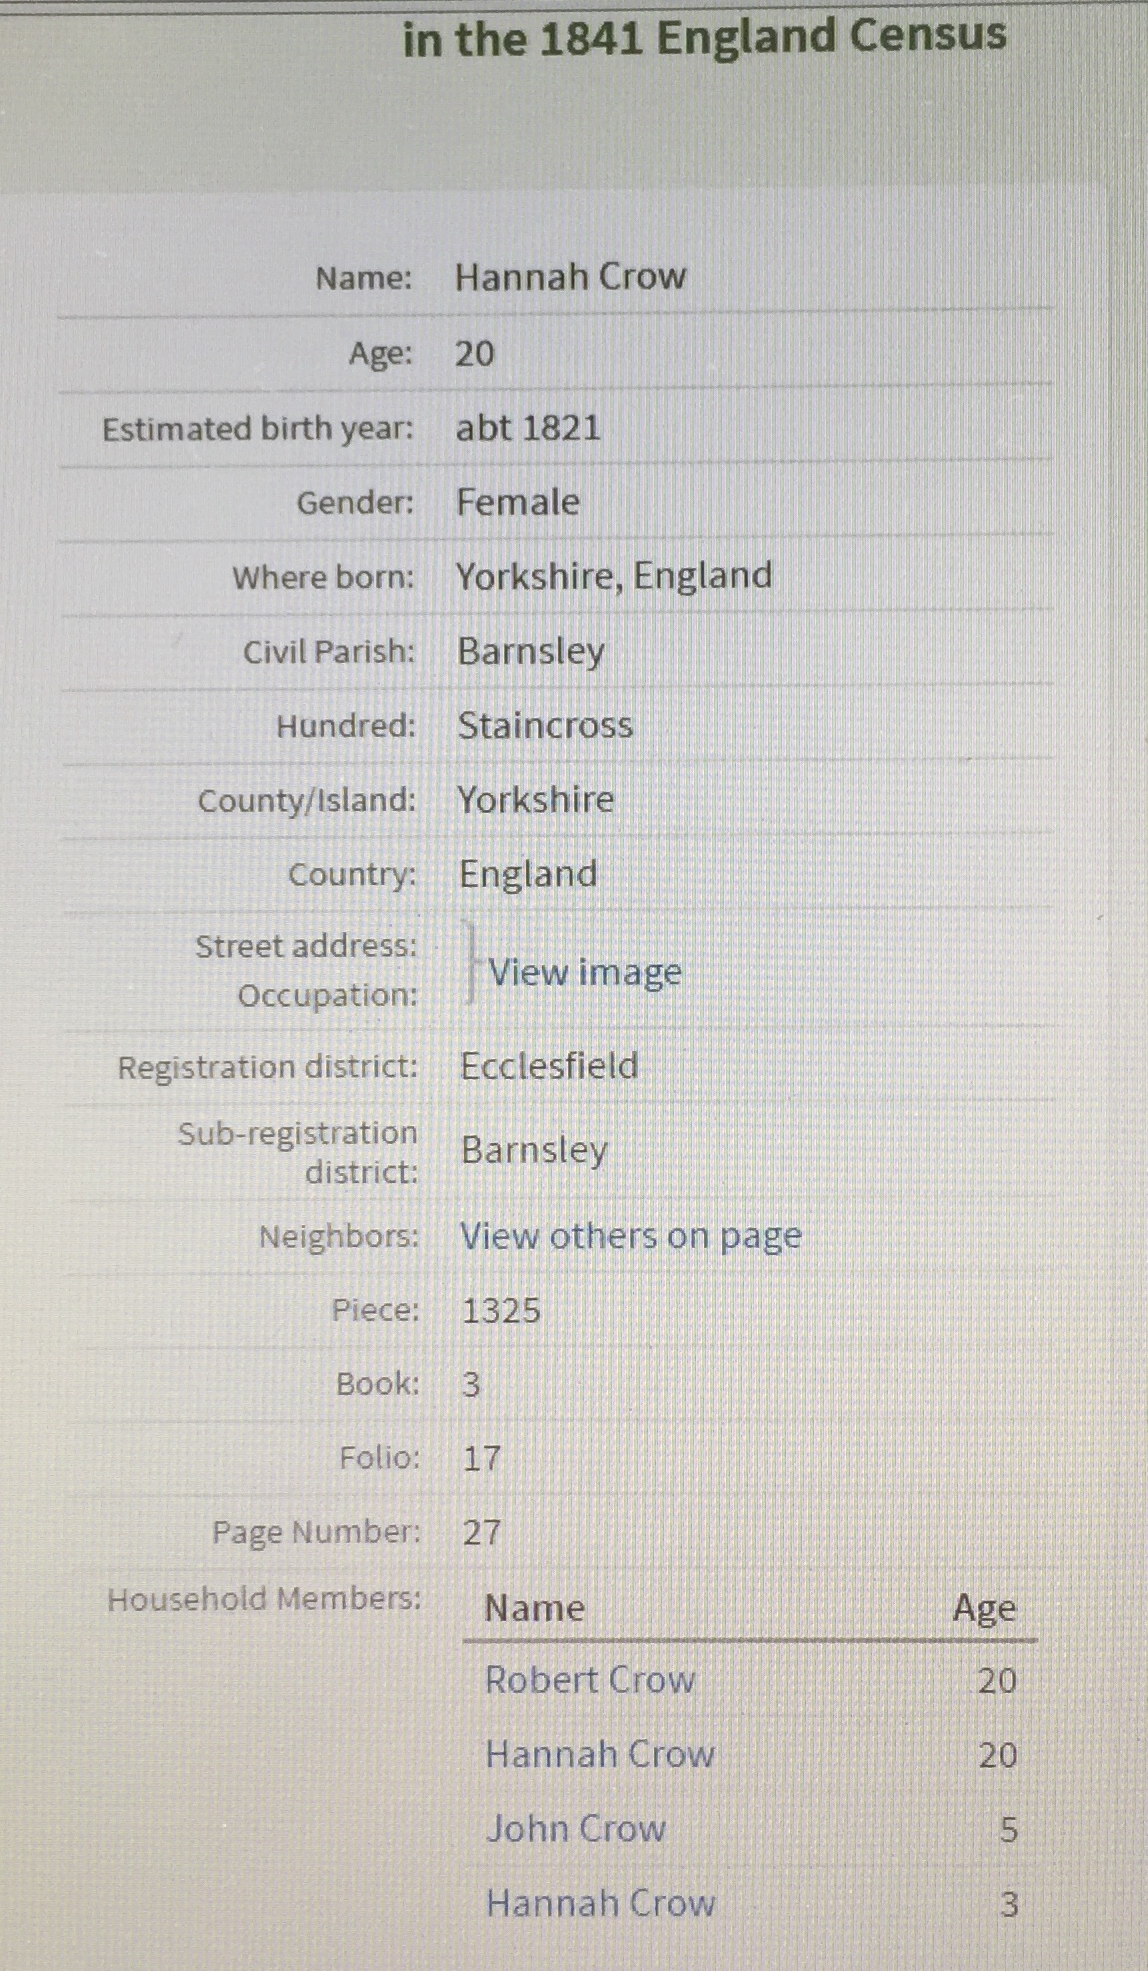 in the 1841 England Census
Name: Hannah Crow
Age: 20
Estimated birth year: abt 1821
Gender: Female
Where born: Yorkshire, England
Civil Parish: Barnsley
Hundred: Staincross
County/Island: Yorkshire
Country: England
Street address:
Occupation:
View image
Registration district: Ecclesfield
Sub-registration
district: Barnsley
Neighbors: View others on page
Piece: 1325
Book: 3
Folio: 17
Page Number: 27
Household Members: Name Age
Robert Crow 20
Hannah Crow 20
John Crow 5
Hannah Crow 3